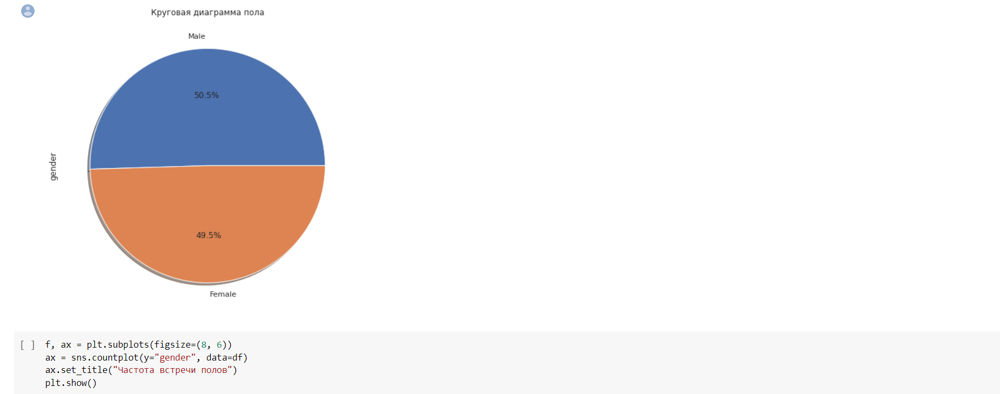 Круговая диаграмма пола
Male
50.5%
gender
49.5%
Female
[ ] f, ax = plt.subplots(figsize=(8, 6))
ax = sns.countplot(y="gender", data=df)
ax.set_title("Частота встречи полов")
plt.show()